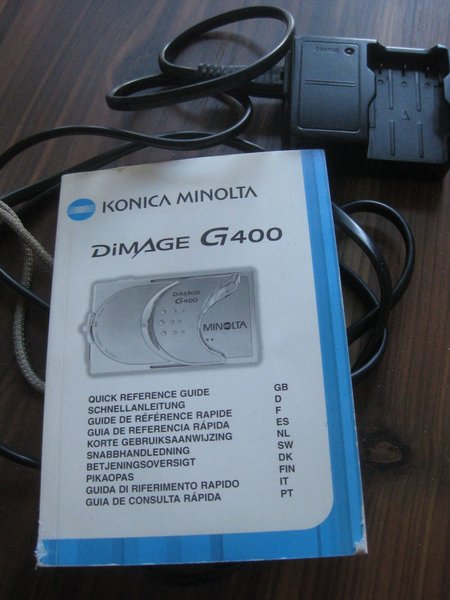 DiMAGE
A
KONICA MINOLTA
DiMAGE G400
DiMAGE
G400
MINOLTA
QUICK REFERENCE GUIDE GB
SCHNELLANLEITUNG D
GUIDE DE RÉFÉRENCE RAPIDE F
GUIA DE REFERENCIA RÁPIDA ES
KORTE GEBRUIKSAANWIJZING NL
SNABBHANDLEDNING SW
BETJENINGSOVERSIGT DK
PIKAOPAS FIN
GUIDA DI RIFERIMENTO RAPIDO IT
GUIA DE CONSULTA RÁPIDA PT